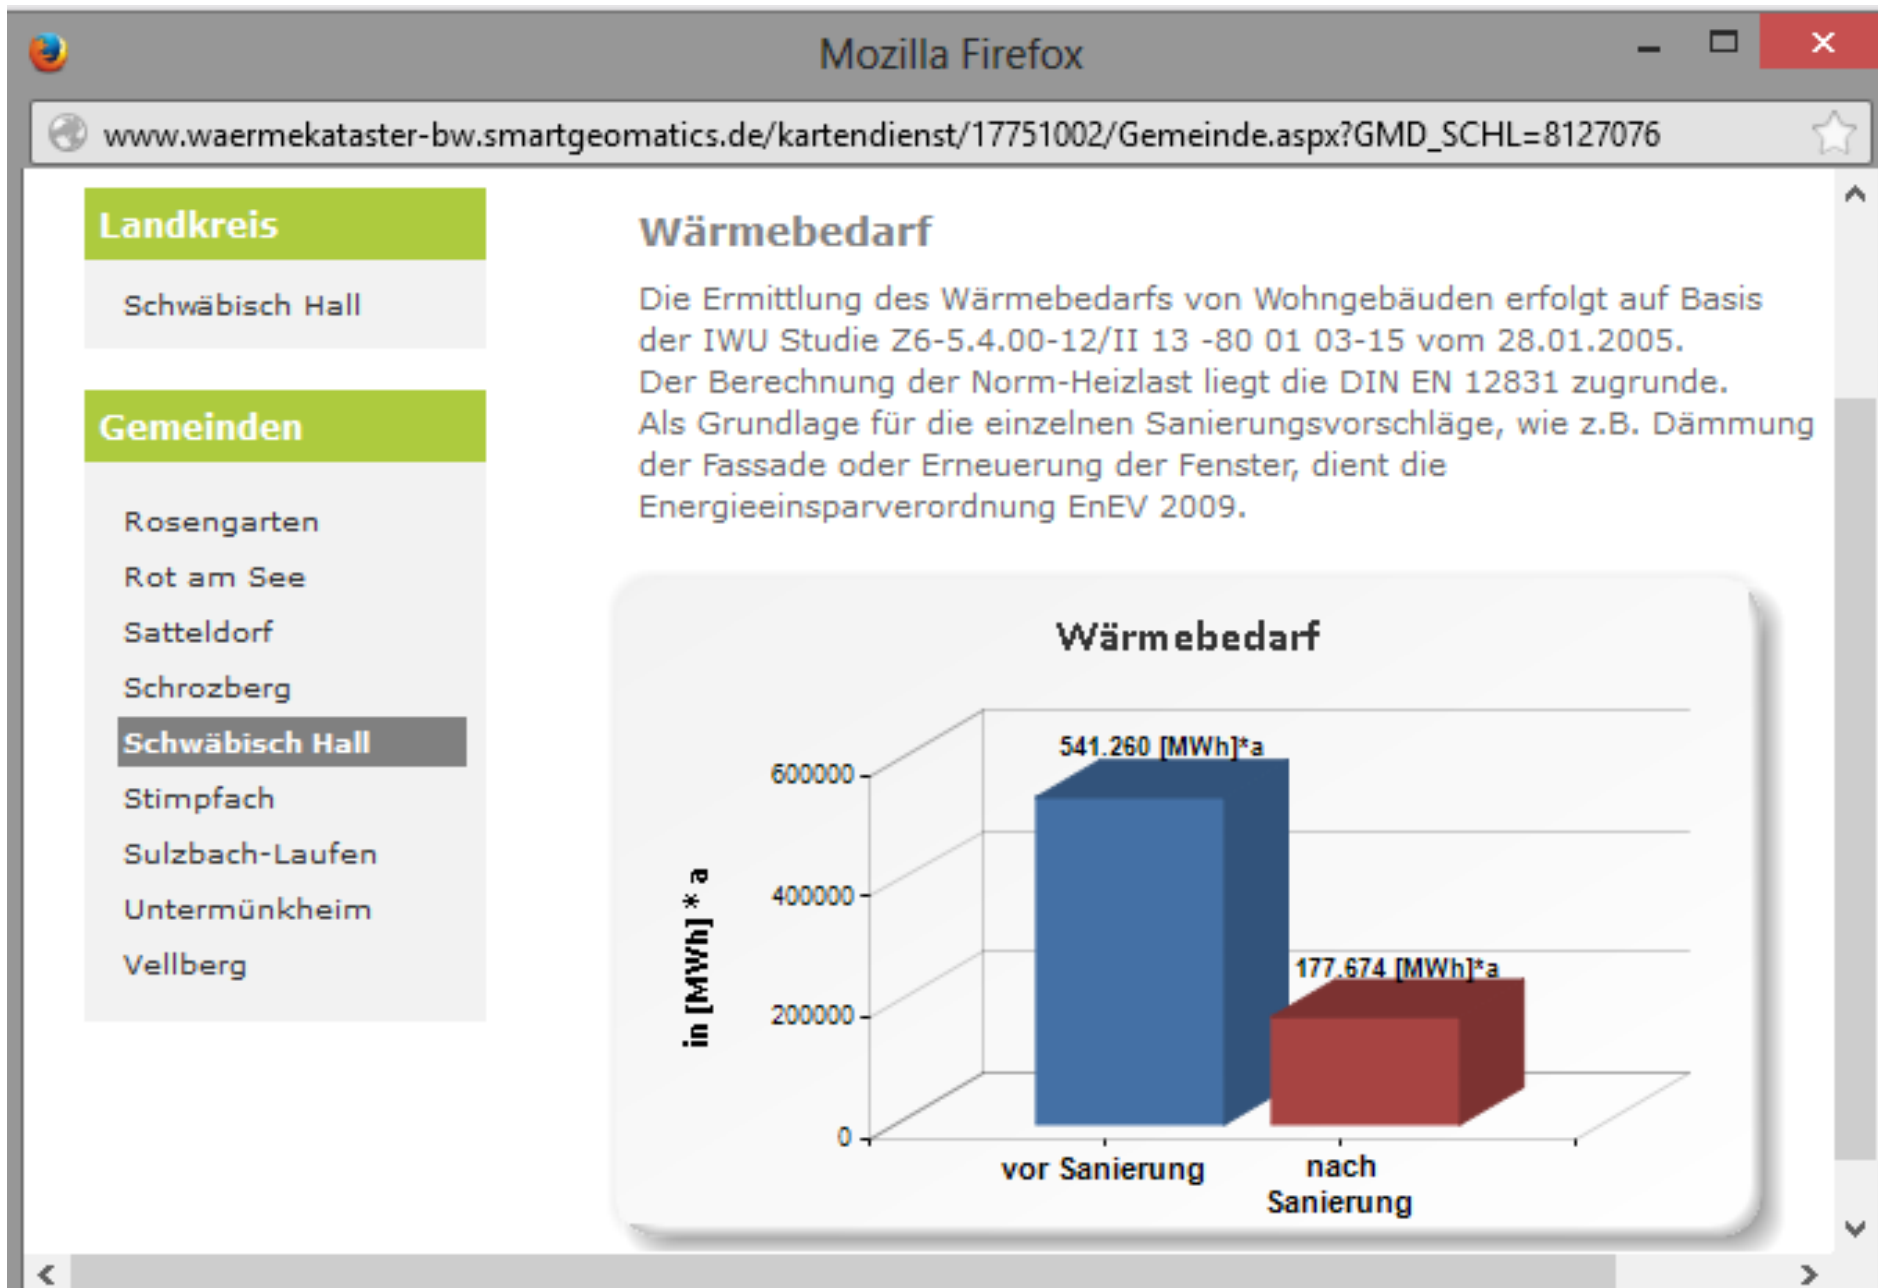 Mozilla Firefox
www.waermekataster-bw.smartgeomatics.de/kartendienst/17751002/Gemeinde.aspx?GMD_SCHL=8127076
Landkreis
Schwäbisch Hall
Gemeinden
Rosengarten
Rot am See
Satteldorf
Schrozberg
Schwäbisch Hall
Stimpfach
Sulzbach-Laufen
Untermünkheim
Vellberg
Wärmebedarf
Die Ermittlung des Wärmebedarfs von Wohngebäuden erfolgt auf Basis
der IWU Studie Z6-5.4.00-12/II 13 -80 01 03-15 vom 28.01.2005.
Der Berechnung der Norm-Heizlast liegt die DIN EN 12831 zugrunde.
Als Grundlage für die einzelnen Sanierungsvorschläge, wie z.B. Dämmung
der Fassade oder Erneuerung der Fenster, dient die
Energieeinsparverordnung EnEV 2009.
Wärmebedarf
in [MWh] * a
600000
400000
200000
0
541.260 [MWh]*a
177.674 [MWh]*a
vor Sanierung
nach
Sanierung